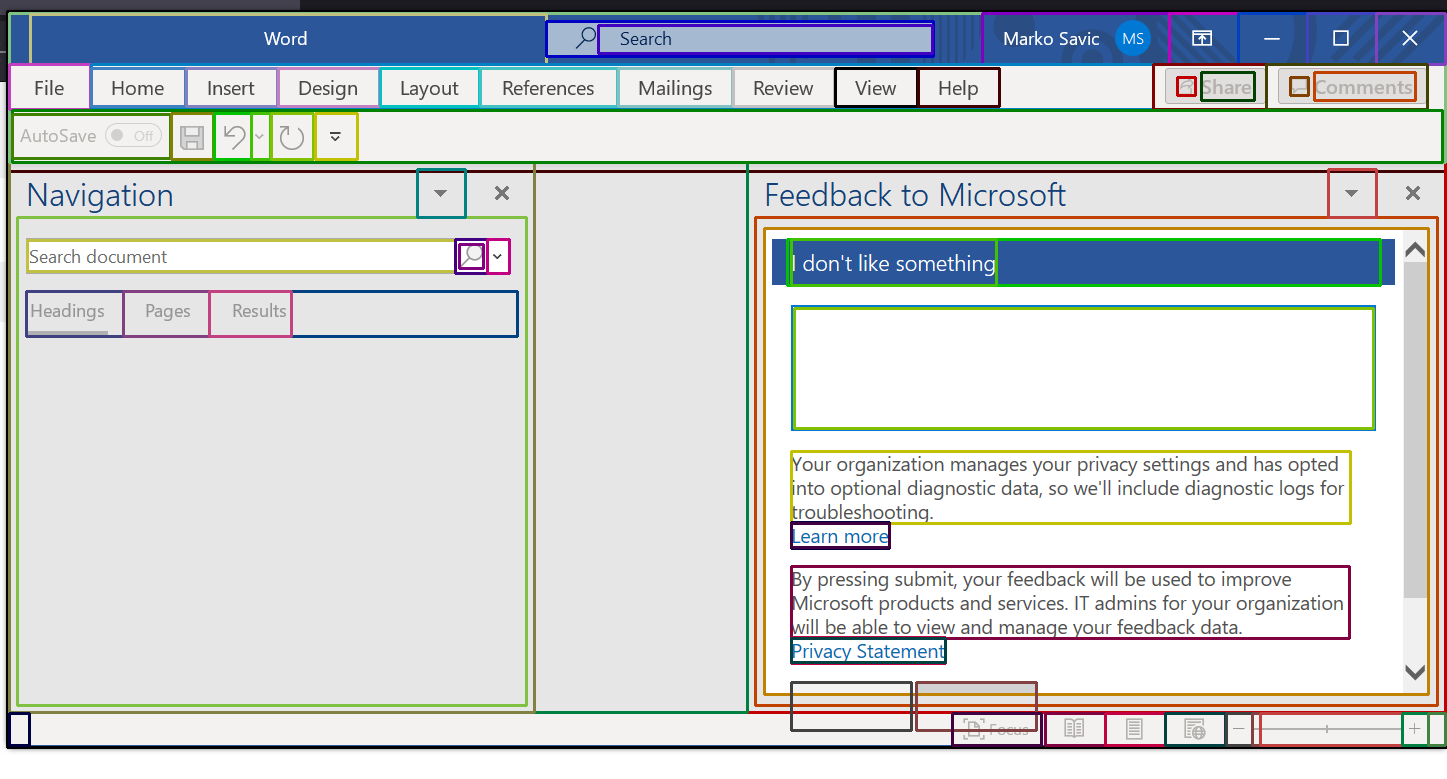 Word
Search
Marko Savic MS
File Home Insert Design Layout References Mailings Review View Help Share Comments
AutoSave Off
Navigation
Search document
Headings Pages Results
Feedback to Microsoft
I don't like something
Your organization manages your privacy settings and has opted
into optional diagnostic data, so we'll include diagnostic logs for
troubleshooting.
Learn more
By pressing submit, your feedback will be used to improve
Microsoft products and services. IT admins for your organization
will be able to view and manage your feedback data.
Privacy Statement
Focus